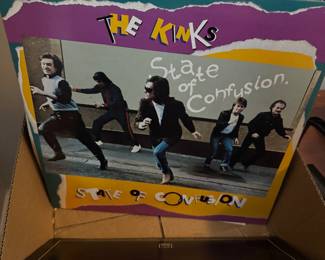 THE KINKS
State
of
Confusion.
STATE OF CONFUSION